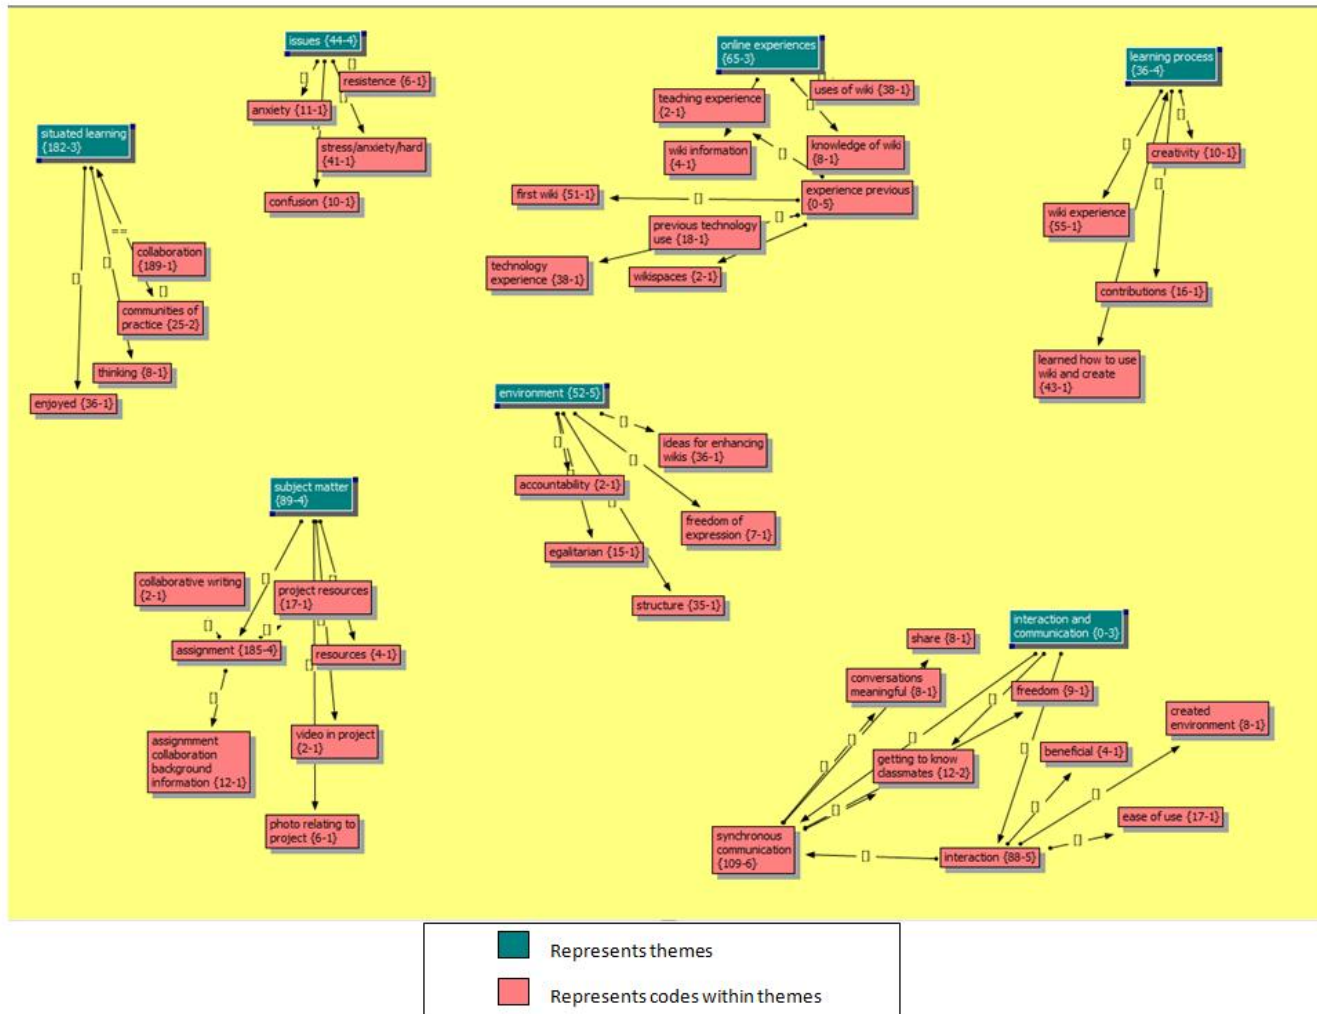 issues {44-4}
[]
resistence {6-1}
[]
[]
anxiety {11-1}
[]
stress/anxiety/hard
{41-1}
confusion {10-1}
online experiences
{65-3}
uses of wiki {38-1}
teaching experience
{2-1}
[]
wiki information
{4-1}
knowledge of wiki
{8-1}
[]
experience previous
{0-5}
first wiki {51-1}
[]
previous technology
use {18-1}
[]
technology
experience {38-1}
wikispaces {2-1}
learning process
{36-4}
[]
[]
creativity {10-1}
[]
wiki experience
{55-1}
contributions {16-1}
learned how to use
wiki and create
{43-1}
situated learning
{182-3}
==
collaboration
{189-1}
[]
[]
[]
communities of
practice {25-2}
thinking {8-1}
enjoyed {36-1}
environment {52-5}
[]
[]
ideas for enhancing
wikis {36-1}
[]
[]
accountability {2-1}
[]
freedom of
expression {7-1}
egalitarian {15-1}
structure {35-1}
subject matter
{89-4}
[]
[]
collaborative writing
{2-1}
project resources
{17-1}
[]
[]
[]
assignment {185-4}
resources {4-1}
[]
[]
assignmment
collaboration
background
information {12-1}
video in project
{2-1}
photo relating to
project {6-1}
interaction and
communication {0-3}
share {8-1}
conversations
meaningful {8-1}
freedom {9-1}
[]
[]
[]
[]
[]
getting to know
classmates {12-2}
created
environment {8-1}
beneficial {4-1}
[]
[]
[]
ease of use {17-1}
[]
synchronous
communication
{109-6}
[]
interaction {88-5}
Represents themes
Represents codes within themes